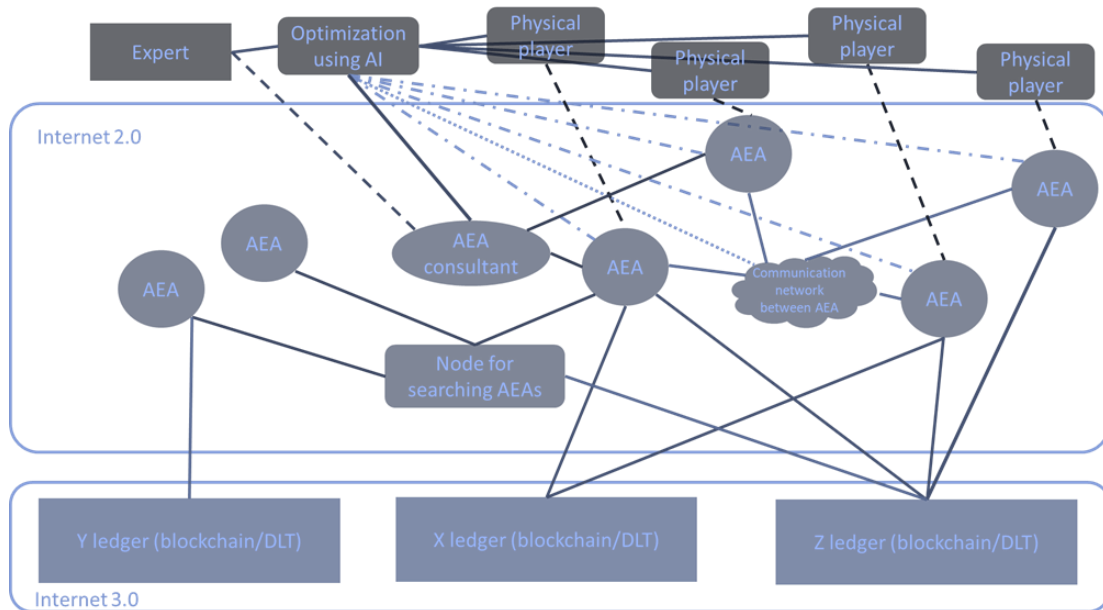 Expert
Optimization
using AI
Physical
player
Physical
player
Physical
player
Physical
player
Internet 2.0
AEA
AEA
AEA
AEA
consultant
AEA
AEA
Communication
network
between AEA
AEA
Node for
searching AEAs
Y ledger (blockchain/DLT)
X ledger (blockchain/DLT)
Z ledger (blockchain/DLT)
Internet 3.0